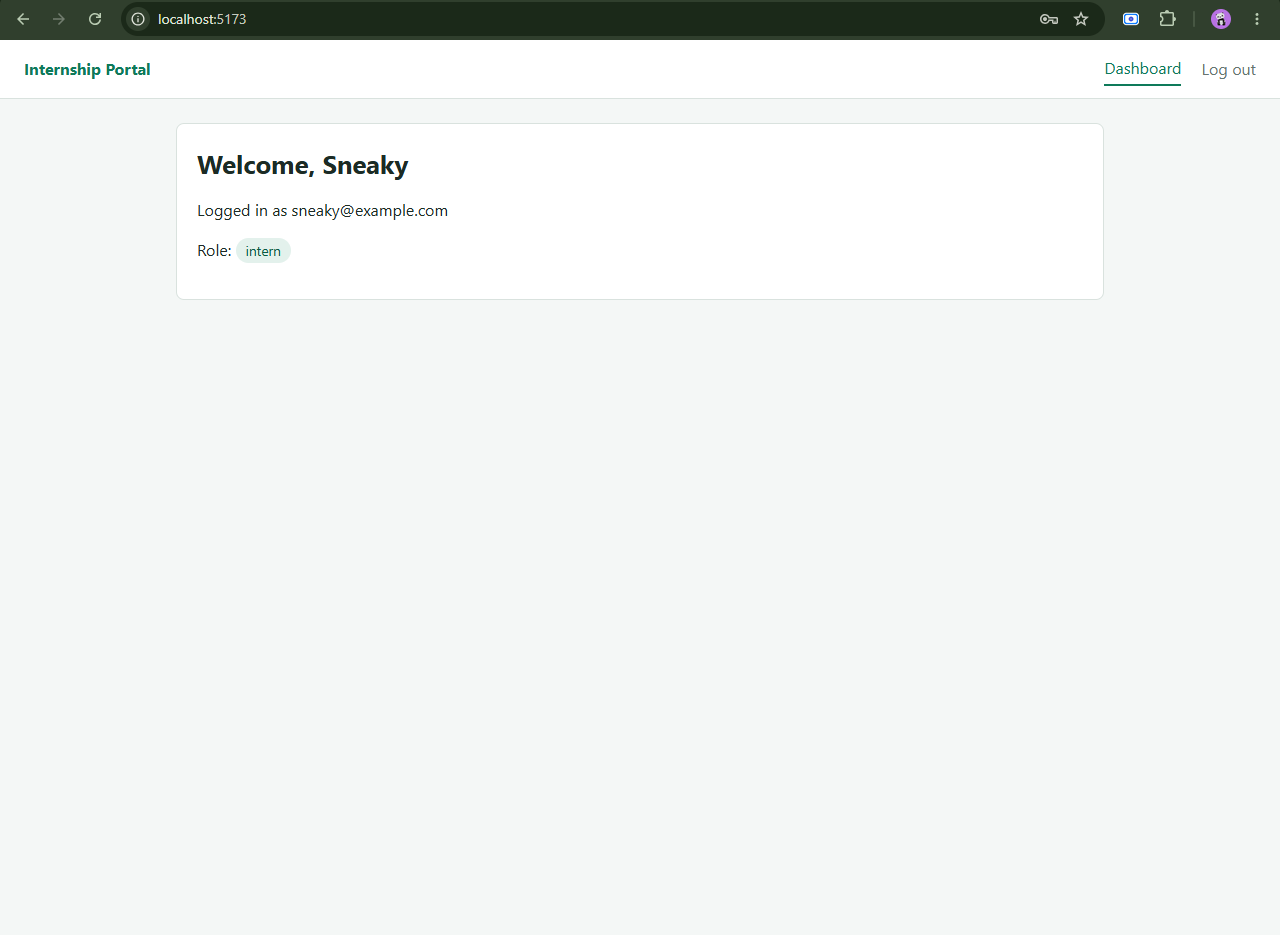 localhost:5173
Internship Portal
Dashboard
Log out
Welcome, Sneaky
Logged in as sneaky@example.com
Role: intern